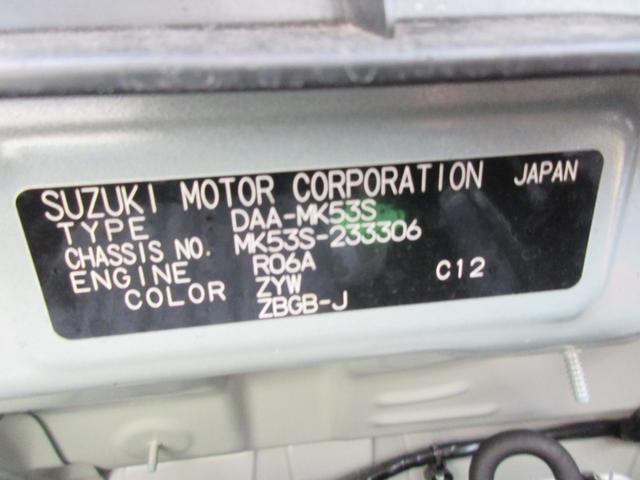 SUZUKI MOTOR CORPORATION JAPAN
TYPE DAA-MK53S
CHASSIS NO. MK53S-233306
ENGINE R06A C12
COLOR ZYW
ZBGB-J